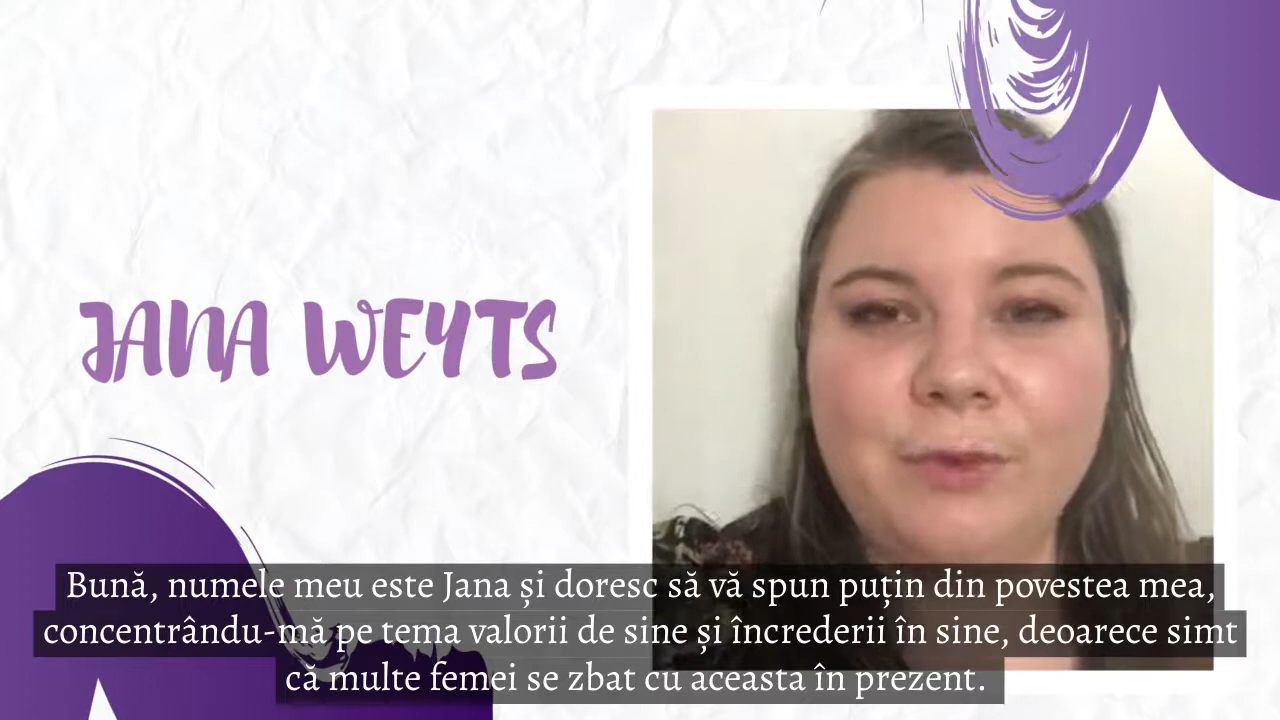 JANA WEYTS
Bună, numele meu este Jana și doresc să vă spun puțin din povestea mea,
concentrându-mă pe tema valorii de sine și încrederii în sine, deoarece simt
că multe femei se zbat cu aceasta în prezent.